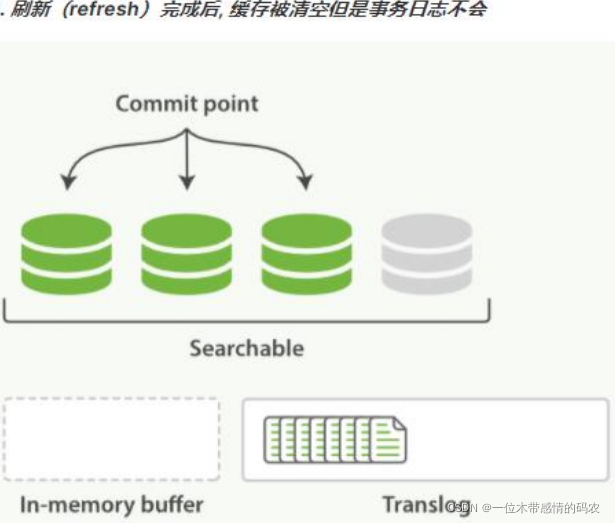 . 刷新（refresh）完成后, 缓存被清空但是事务日志不会
Commit point
Searchable
In-memory buffer
Translog
CSDN @一位木带感情的码农